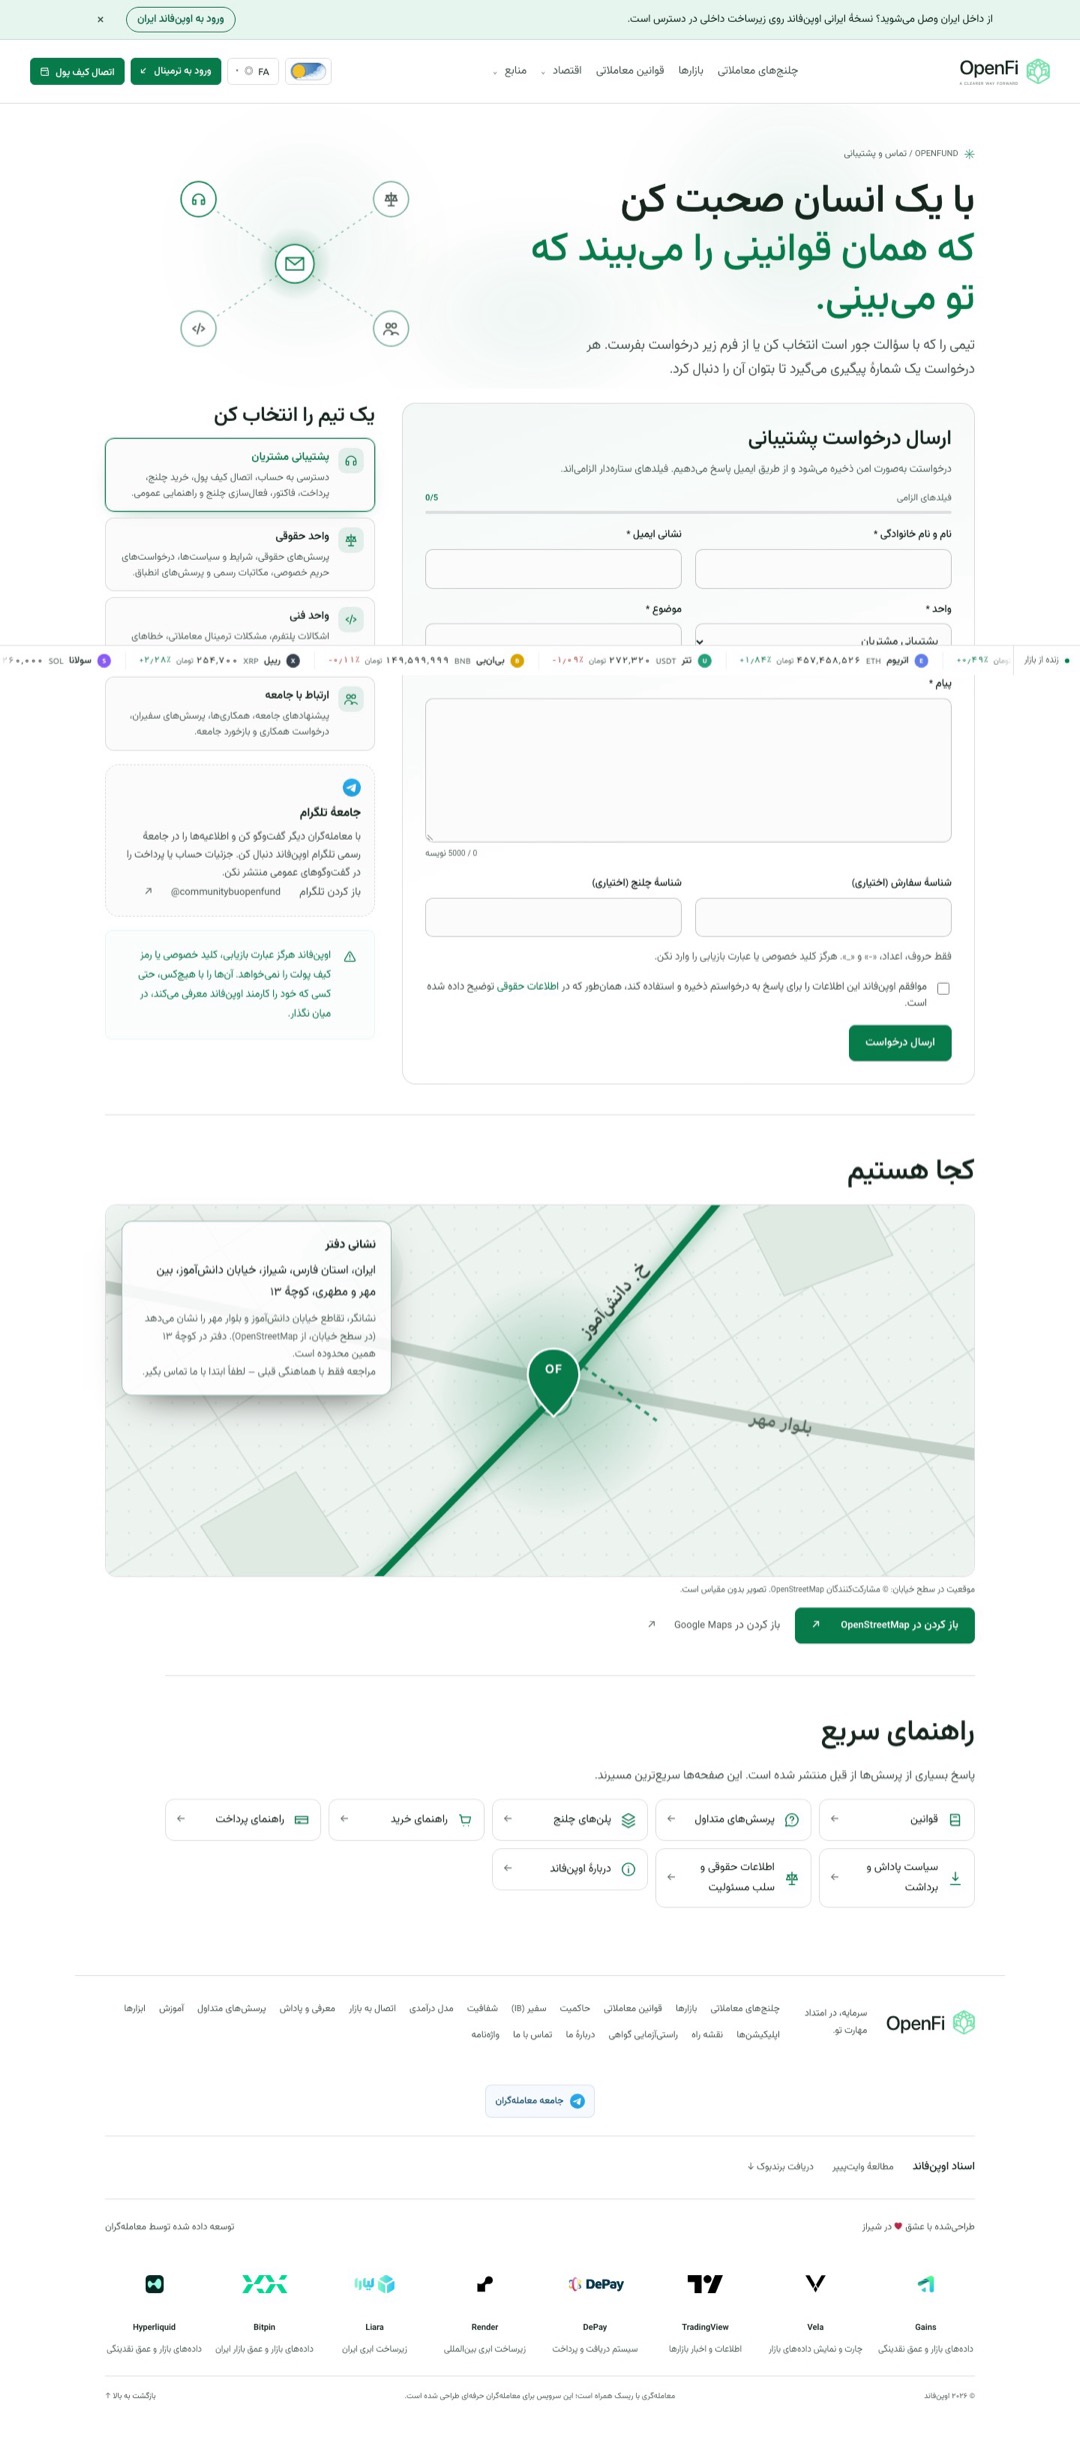 از داخل ایران وصل می‌شوید؟ نسخهٔ ایرانی اوپن‌فاند روی زیرساخت داخلی در دسترس است.
ورود به اوپن‌فاند ایران
×
OpenFi
A CLEARER WAY FORWARD
چلنج‌های معاملاتی
بازارها
قوانین معاملاتی
اقتصاد
منابع
FA
ورود به ترمینال
اتصال کیف پول
OPENFUND / تماس و پشتیبانی
با یک انسان صحبت کن
که همان قوانینی را می‌بیند که
تو می‌بینی.
تیمی را که با سؤالت جور است انتخاب کن یا از فرم زیر درخواست بفرست. هر
درخواست یک شمارهٔ پیگیری می‌گیرد تا بتوان آن را دنبال کرد.
ارسال درخواست پشتیبانی
درخواستت به‌صورت امن ذخیره می‌شود و از طریق ایمیل پاسخ می‌دهیم. فیلدهای ستاره‌دار الزامی‌اند.
فیلدهای الزامی
0/5
نام و نام خانوادگی *
نشانی ایمیل *
واحد *
موضوع *
پشتیبانی مشتریان
پیام *
0 / 5000 نویسه
شناسهٔ سفارش (اختیاری)
شناسهٔ چلنج (اختیاری)
فقط حروف، اعداد، «-» و «_». هرگز کلید خصوصی یا عبارت بازیابی را وارد نکن.
موافقم اوپن‌فاند این اطلاعات را برای پاسخ به درخواستم ذخیره و استفاده کند، همان‌طور که در اطلاعات حقوقی توضیح داده شده
است.
ارسال درخواست
یک تیم را انتخاب کن
پشتیبانی مشتریان
دسترسی به حساب، اتصال کیف پول، خرید چلنج،
پرداخت، فاکتور، فعال‌سازی چلنج و راهنمایی عمومی.
واحد حقوقی
پرسش‌های حقوقی، شرایط و سیاست‌ها، درخواست‌های
حریم خصوصی، مکاتبات رسمی و پرسش‌های انطباق.
واحد فنی
اشکالات پلتفرم، مشکلات ترمینال معاملاتی، خطاهای
زنده از بازار
+۰٫۴۹٪
اتریوم ETH ۴۵۷,۴۵۸,۵۲۶ تومان +۱٫۸۴٪
تتر USDT ۲۷۲,۳۲۰ تومان -۱٫۰۹٪
بی‌ان‌بی BNB ۱۴۹,۵۹۹,۹۹۹ تومان -۰٫۱۱٪
ریپل XRP ۲۵۴,۷۰۰ تومان +۲٫۲۸٪
سولانا SOL
ارتباط با جامعه
پیشنهادهای جامعه، همکاری‌ها، پرسش‌های سفیران،
درخواست همکاری و بازخورد جامعه.
جامعهٔ تلگرام
با معامله‌گران دیگر گفت‌وگو کن و اطلاعیه‌ها را در جامعهٔ
رسمی تلگرام اوپن‌فاند دنبال کن. جزئیات حساب یا پرداخت را
در گفت‌وگوهای عمومی منتشر نکن.
باز کردن تلگرام @communitybuopenfund ↗
اوپن‌فاند هرگز عبارت بازیابی، کلید خصوصی یا رمز
کیف پولت را نمی‌خواهد. آن‌ها را با هیچ‌کس، حتی
کسی که خود را کارمند اوپن‌فاند معرفی می‌کند، در
میان نگذار.
کجا هستیم
نشانی دفتر
ایران، استان فارس، شیراز، خیابان دانش‌آموز، بین
مهر و مطهری، کوچهٔ ۱۳
نشانگر، تقاطع خیابان دانش‌آموز و بلوار مهر را نشان می‌دهد
(در سطح خیابان، از OpenStreetMap). دفتر در کوچهٔ ۱۳
همین محدوده است.
مراجعه فقط با هماهنگی قبلی – لطفاً ابتدا با ما تماس بگیر.
خ. دانش‌آموز
OF
بلوار مهر
موقعیت در سطح خیابان: © مشارکت‌کنندگان OpenStreetMap. تصویر بدون مقیاس است.
باز کردن در OpenStreetMap ↗
باز کردن در Google Maps ↗
راهنمای سریع
پاسخ بسیاری از پرسش‌ها از قبل منتشر شده است. این صفحه‌ها سریع‌ترین مسیرند.
قوانین ←
پرسش‌های متداول ←
پلن‌های چلنج ←
راهنمای خرید ←
راهنمای پرداخت ←
سیاست پاداش و
برداشت ←
اطلاعات حقوقی و
سلب مسئولیت ←
دربارهٔ اوپن‌فاند ←
OpenFi
سرمایه، در امتداد
مهارت تو.
چلنج‌های معاملاتی بازارها قوانین معاملاتی حاکمیت سفیر (IB) شفافیت مدل درآمدی اتصال به بازار معرفی و پاداش پرسش‌های متداول آموزش ابزارها
اپلیکیشن‌ها نقشه راه راستی‌آزمایی گواهی دربارهٔ ما تماس با ما واژه‌نامه
جامعه معامله‌گران
اسناد اوپن‌فاند مطالعهٔ وایت‌پیپر دریافت برندبوک ↓
طراحی‌شده با عشق ♥ در شیراز
توسعه داده شده توسط معامله‌گران
DePay
لیارا
Gains
داده‌های بازار و عمق نقدینگی
Vela
چارت و نمایش داده‌های بازار
TradingView
اطلاعات و اخبار بازارها
DePay
سیستم دریافت و پرداخت
Render
زیرساخت ابری بین‌المللی
Liara
زیرساخت ابری ایران
Bitpin
داده‌های بازار و عمق بازار ایران
Hyperliquid
داده‌های بازار و عمق نقدینگی
© ۲۰۲۶ اوپن‌فاند
معامله‌گری با ریسک همراه است؛ این سرویس برای معامله‌گران حرفه‌ای طراحی شده است.
بازگشت به بالا ↑